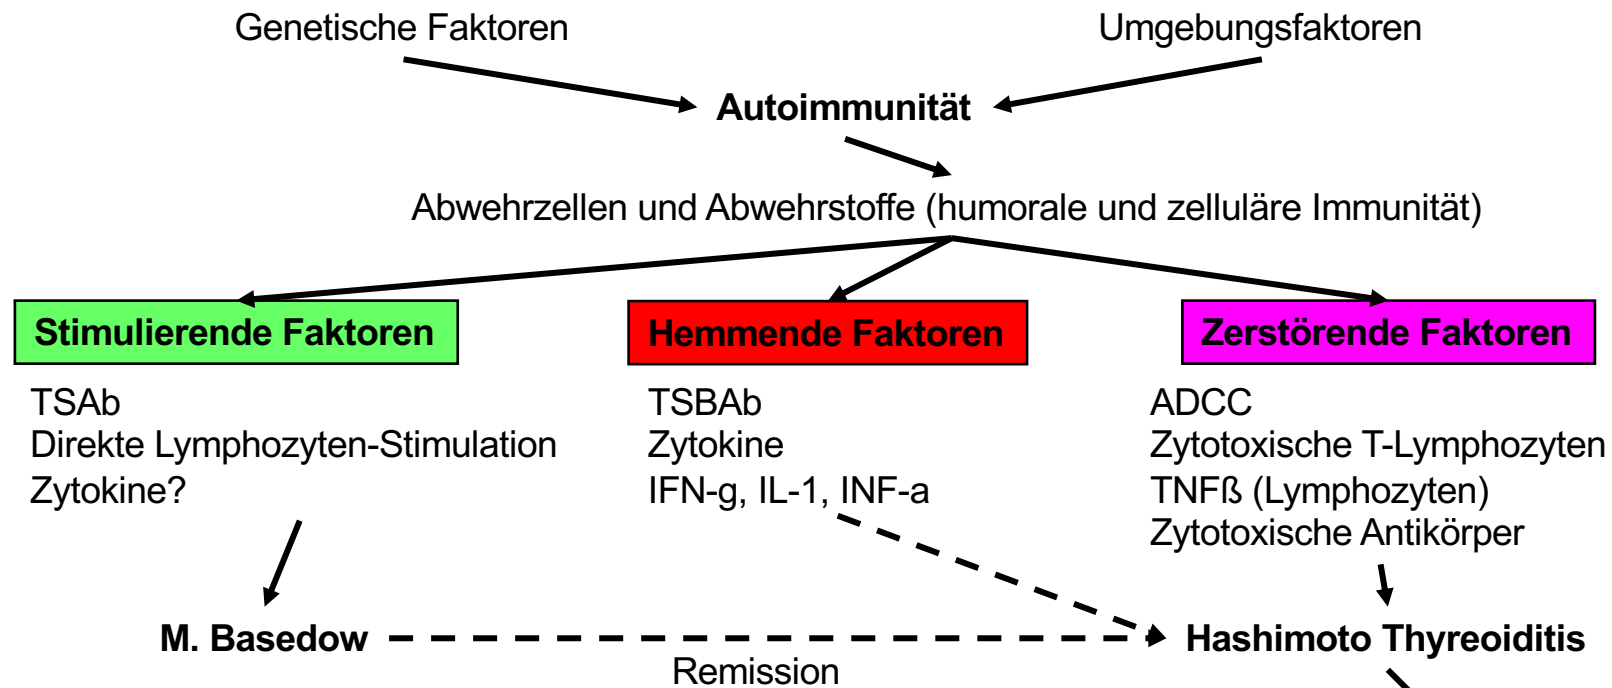 Genetische Faktoren
Umgebungsfaktoren
Autoimmunität
Abwehrzellen und Abwehrstoffe (humorale und zelluläre Immunität)
Stimulierende Faktoren
TSAb
Direkte Lymphozyten-Stimulation
Zytokine?
Hemmende Faktoren
TSBAb
Zytokine
IFN-g, IL-1, INF-a
Zerstörende Faktoren
ADCC
Zytotoxische T-Lymphozyten
TNFß (Lymphozyten)
Zytotoxische Antikörper
M. Basedow
Remission
Hashimoto Thyreoiditis